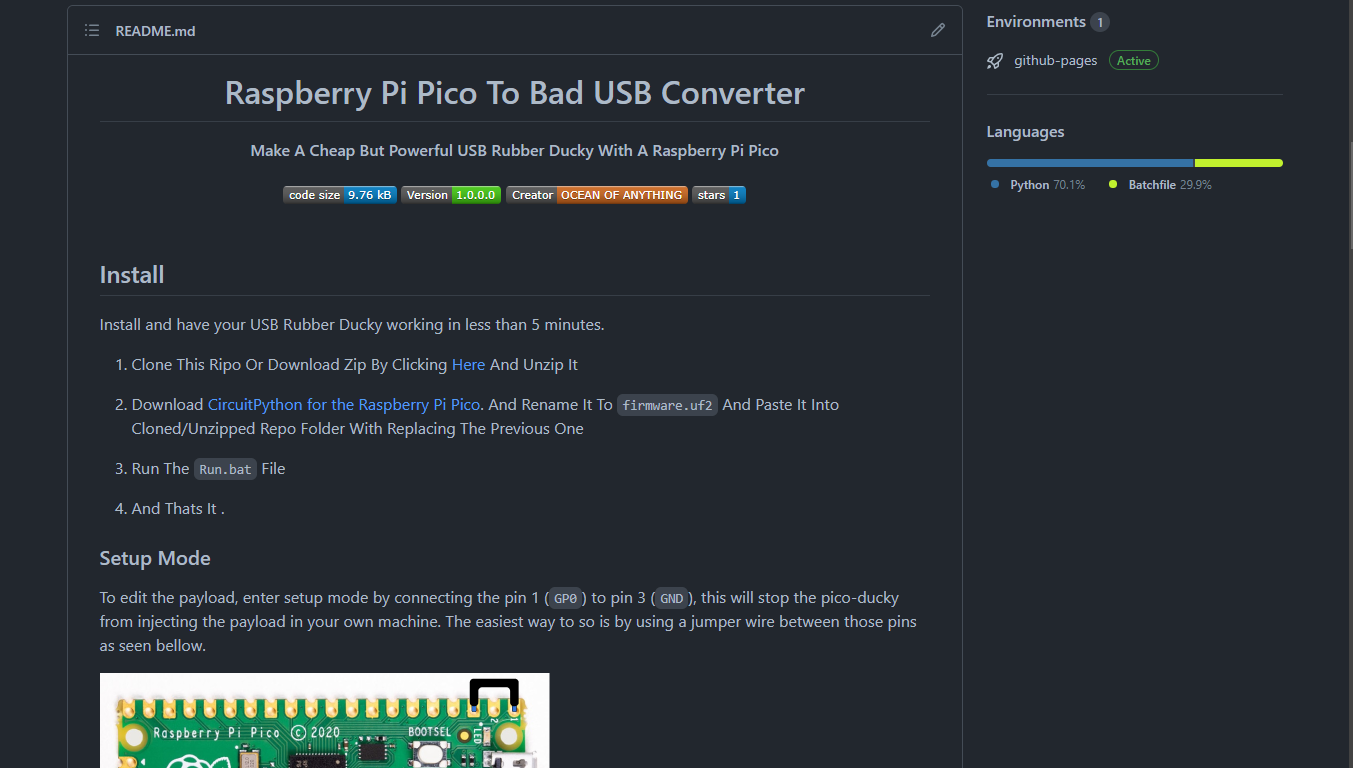 README.md
Raspberry Pi Pico To Bad USB Converter
Make A Cheap But Powerful USB Rubber Ducky With A Raspberry Pi Pico
code size 9.76 kB Version 1.0.0.0 Creator OCEAN OF ANYTHING stars 1
Install
Install and have your USB Rubber Ducky working in less than 5 minutes.
1. Clone This Ripo Or Download Zip By Clicking Here And Unzip It
2. Download CircuitPython for the Raspberry Pi Pico. And Rename It To firmware.uf2 And Paste It Into
Cloned/Unzipped Repo Folder With Replacing The Previous One
3. Run The Run.bat File
4. And Thats It .
Setup Mode
To edit the payload, enter setup mode by connecting the pin 1 (GP0) to pin 3 (GND), this will stop the pico-ducky
from injecting the payload in your own machine. The easiest way to so is by using a jumper wire between those pins
as seen bellow.
2 1
Raspberry Pi Pico © 2020 BOOTSEL LED
Environments 1
github-pages Active
Languages
Python 70.1% Batchfile 29.9%